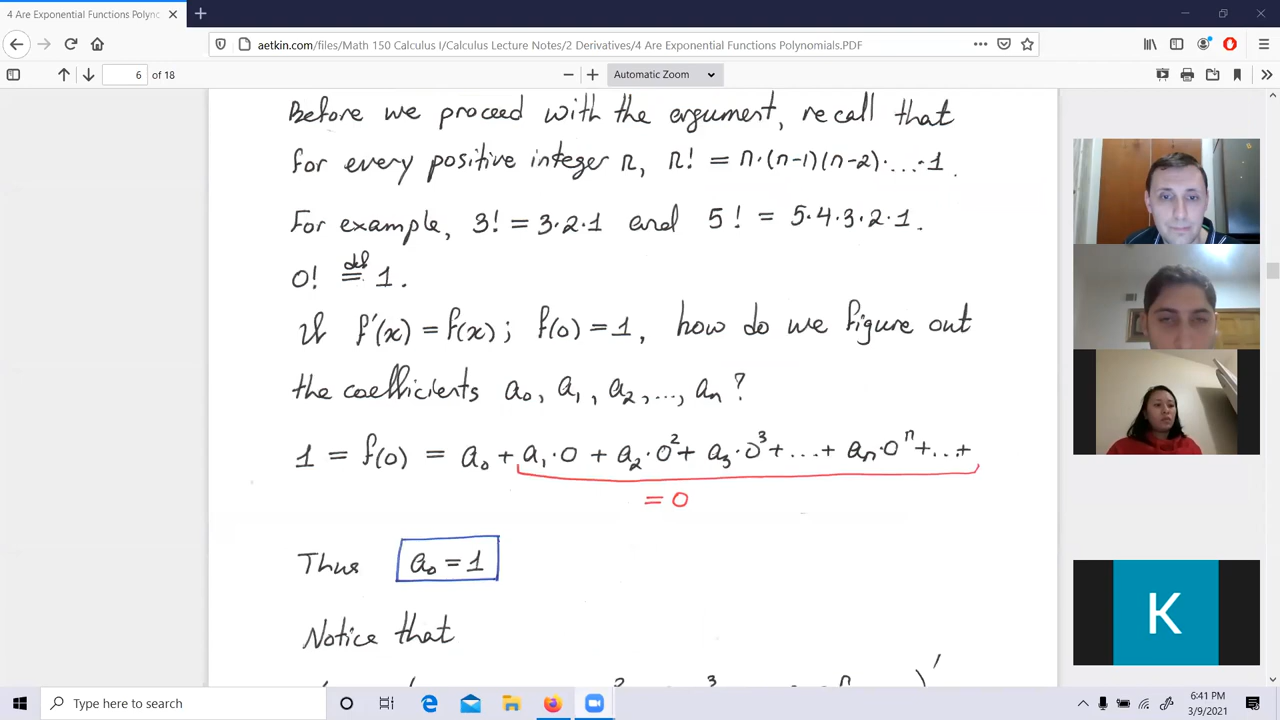 4 Are Exponential Functions Polync
aetkin.com/files/Math 150 Calculus I/Calculus Lecture Notes/2 Derivatives/4 Are Exponential Functions Polynomials.PDF
6 of 18
Automatic Zoom
Before we proceed with the argument, recall that
for every positive integer n, n! = n·(n-1)(n-2)·...·1.
For example, 3! = 3·2·1 and 5! = 5·4·3·2·1.
0! def= 1.
If f'(x) = f(x); f(0) = 1, how do we figure out
the coefficients a₀, a₁, a₂, ..., aₙ?
1 = f(0) = a₀ + a₁·0 + a₂·0² + a₃·0³ + ... + aₙ·0ⁿ + ... +
= 0
Thus a₀ = 1
Notice that
K
Type here to search
6:41 PM
3/9/2021